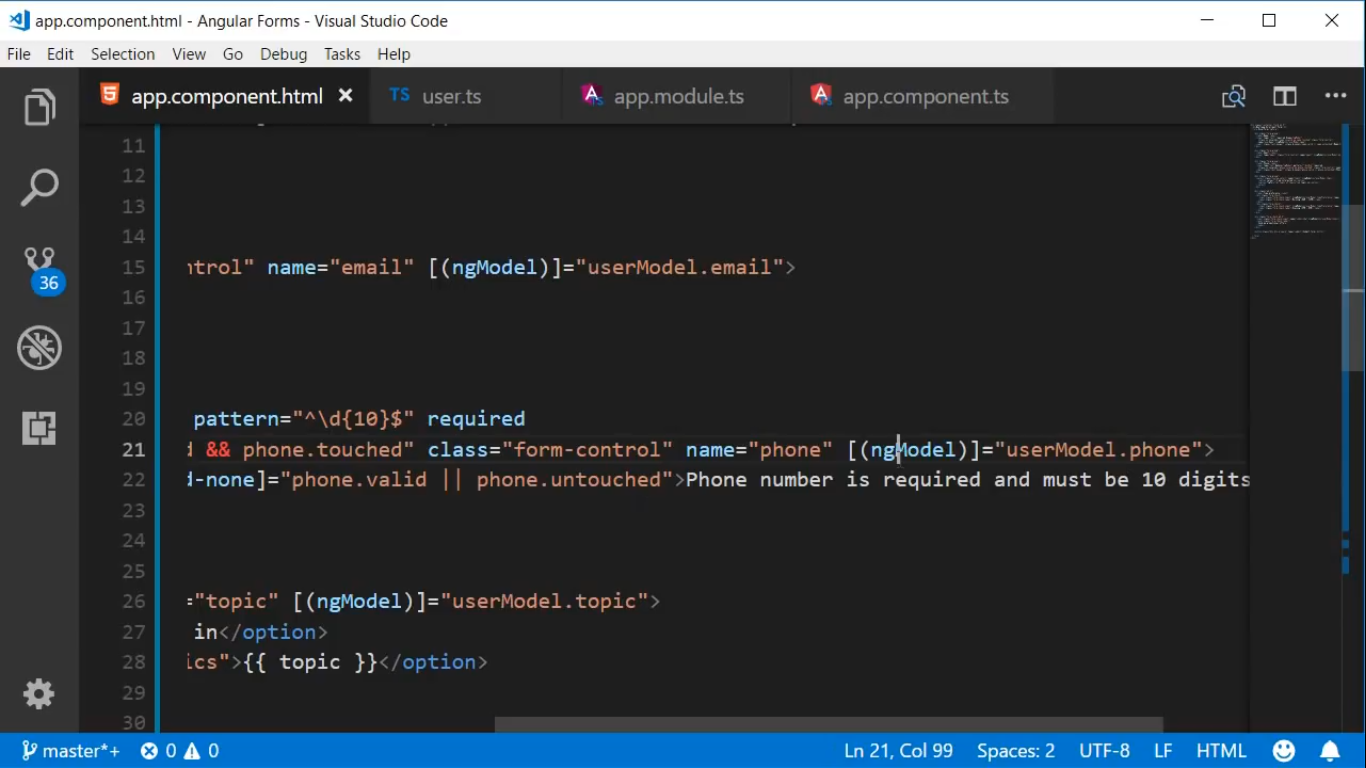 app.component.html - Angular Forms - Visual Studio Code
File Edit Selection View Go Debug Tasks Help
app.component.html TS user.ts app.module.ts app.component.ts
11
12
13
14
15 ntrol" name="email" [(ngModel)]="userModel.email">
16
17
18
19
20 pattern="^\d{10}$" required
21 d && phone.touched" class="form-control" name="phone" [(ngModel)]="userModel.phone">
22 d-none]="phone.valid || phone.untouched">Phone number is required and must be 10 digits
23
24
25
26 ="topic" [(ngModel)]="userModel.topic">
27 in</option>
28 ics">{{ topic }}</option>
29
30
36
master*+ 0 0 Ln 21, Col 99 Spaces: 2 UTF-8 LF HTML